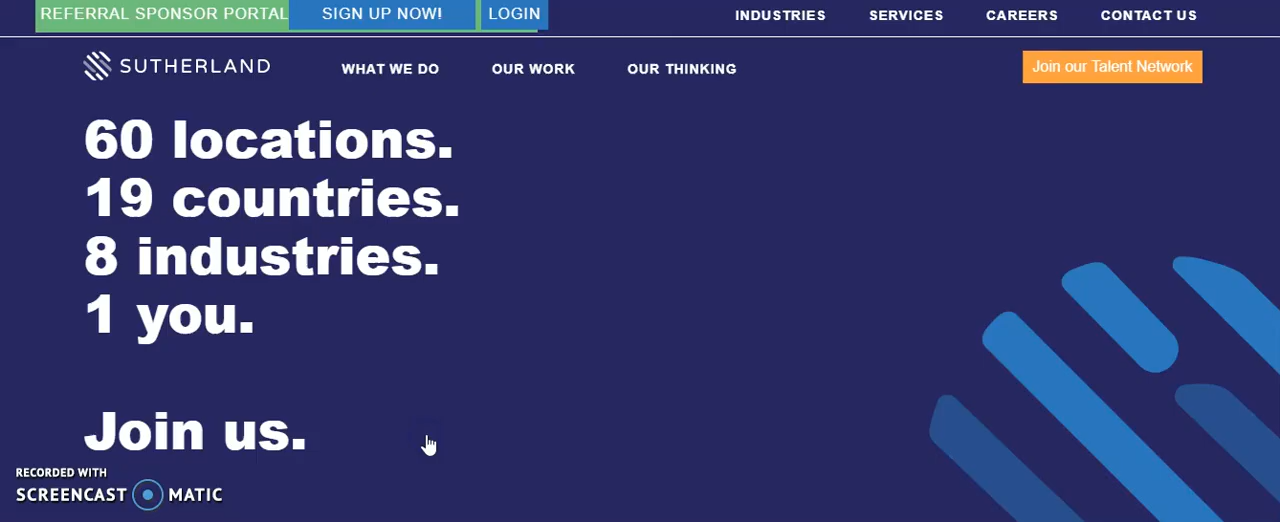 REFERRAL SPONSOR PORTAL SIGN UP NOW! LOGIN INDUSTRIES SERVICES CAREERS CONTACT US
SUTHERLAND WHAT WE DO OUR WORK OUR THINKING Join our Talent Network
60 locations.
19 countries.
8 industries.
1 you.
Join us.
RECORDED WITH
SCREENCAST MATIC